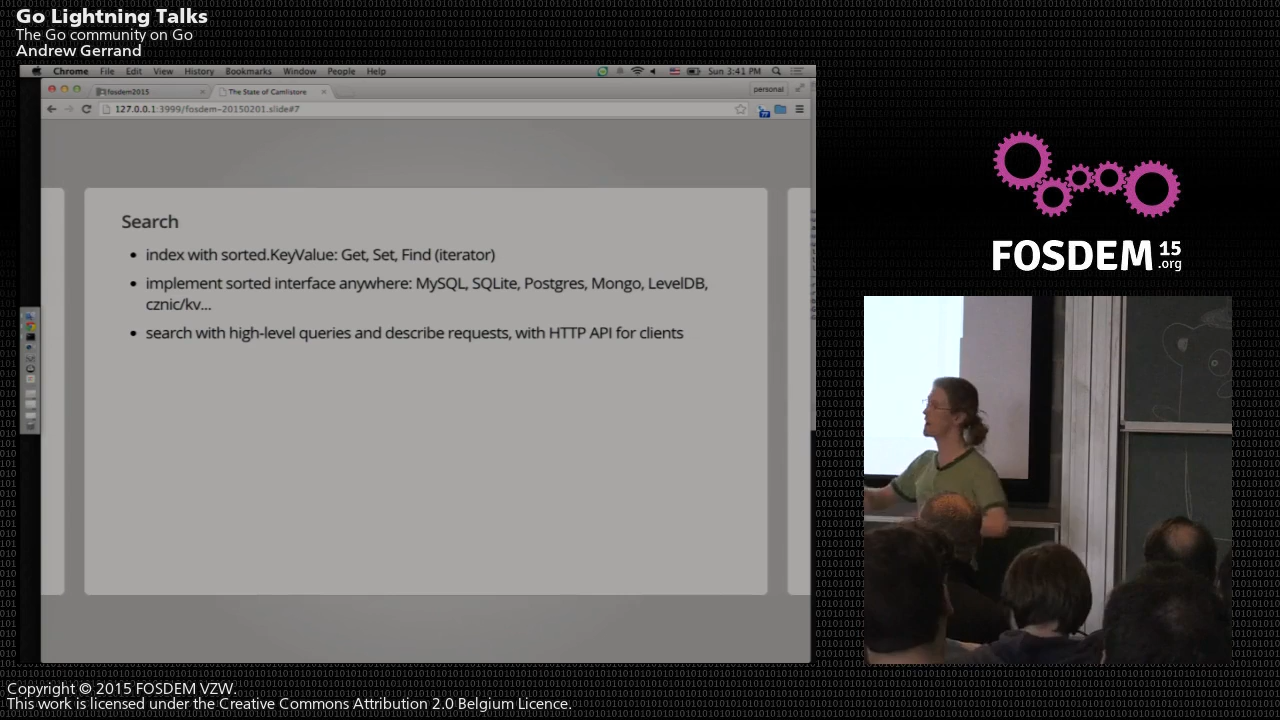 Go Lightning Talks
The Go community on Go
Andrew Gerrand
Chrome File Edit View History Bookmarks Window People Help Sun 3:41 PM
fosdem2015 The State of Camlistore personal
127.0.0.1:3999/fosdem-20150201.slide#7
Search
• index with sorted.KeyValue: Get, Set, Find (iterator)
• implement sorted interface anywhere: MySQL, SQLite, Postgres, Mongo, LevelDB,
cznic/kv...
• search with high-level queries and describe requests, with HTTP API for clients
FOSDEM 15
.org
Copyright © 2015 FOSDEM VZW.
This work is licensed under the Creative Commons Attribution 2.0 Belgium Licence.